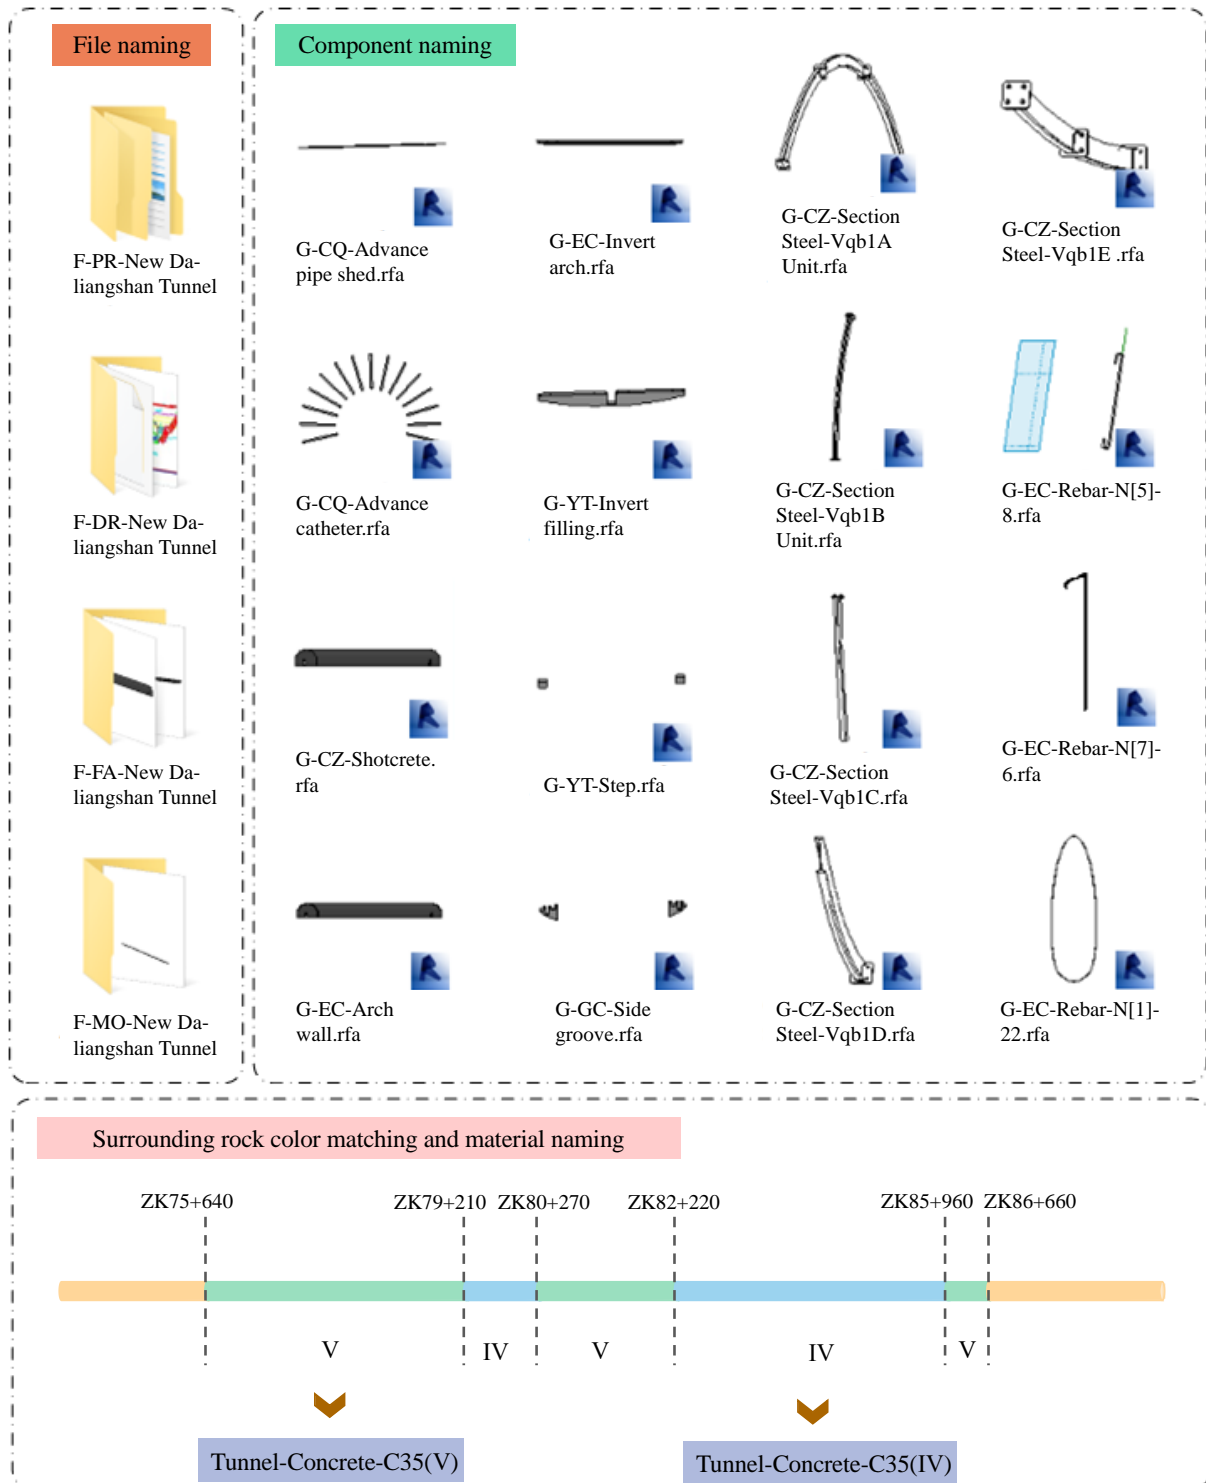 File naming
F-PR-New Da-
liangshan Tunnel
F-DR-New Da-
liangshan Tunnel
F-FA-New Da-
liangshan Tunnel
F-MO-New Da-
liangshan Tunnel
Component naming
G-CQ-Advance
pipe shed.rfa
G-EC-Invert
arch.rfa
G-CZ-Section
Steel-Vqb1A
Unit.rfa
G-CZ-Section
Steel-Vqb1E .rfa
G-CQ-Advance
catheter.rfa
G-YT-Invert
filling.rfa
G-CZ-Section
Steel-Vqb1B
Unit.rfa
G-EC-Rebar-N[5]-
8.rfa
G-CZ-Shotcrete.
rfa
G-YT-Step.rfa
G-CZ-Section
Steel-Vqb1C.rfa
G-EC-Rebar-N[7]-
6.rfa
G-EC-Arch
wall.rfa
G-GC-Side
groove.rfa
G-CZ-Section
Steel-Vqb1D.rfa
G-EC-Rebar-N[1]-
22.rfa
Surrounding rock color matching and material naming
ZK75+640 ZK79+210 ZK80+270 ZK82+220 ZK85+960 ZK86+660
V IV V IV V
Tunnel-Concrete-C35(V) Tunnel-Concrete-C35(IV)